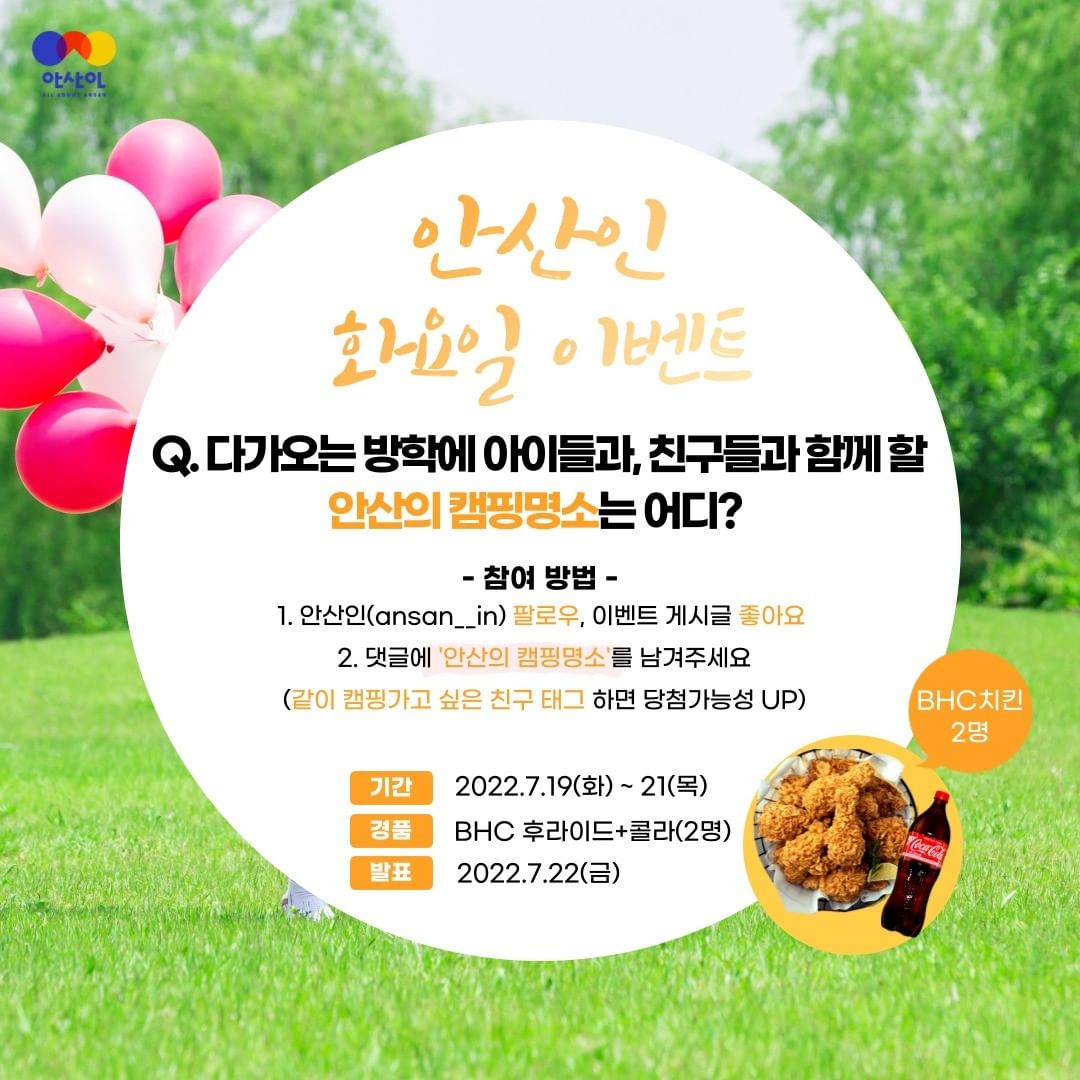 안산인
ALL ABOUT ANSAN
안산인
화요일 이벤트
Q. 다가오는 방학에 아이들과, 친구들과 함께 할
안산의 캠핑명소는 어디?
- 참여 방법 -
1. 안산인(ansan__in) 팔로우, 이벤트 게시글 좋아요
2. 댓글에 '안산의 캠핑명소'를 남겨주세요
(같이 캠핑가고 싶은 친구 태그 하면 당첨가능성 UP)
기간 2022.7.19(화) ~ 21(목)
경품 BHC 후라이드+콜라(2명)
발표 2022.7.22(금)
BHC치킨
2명
Coca-Cola